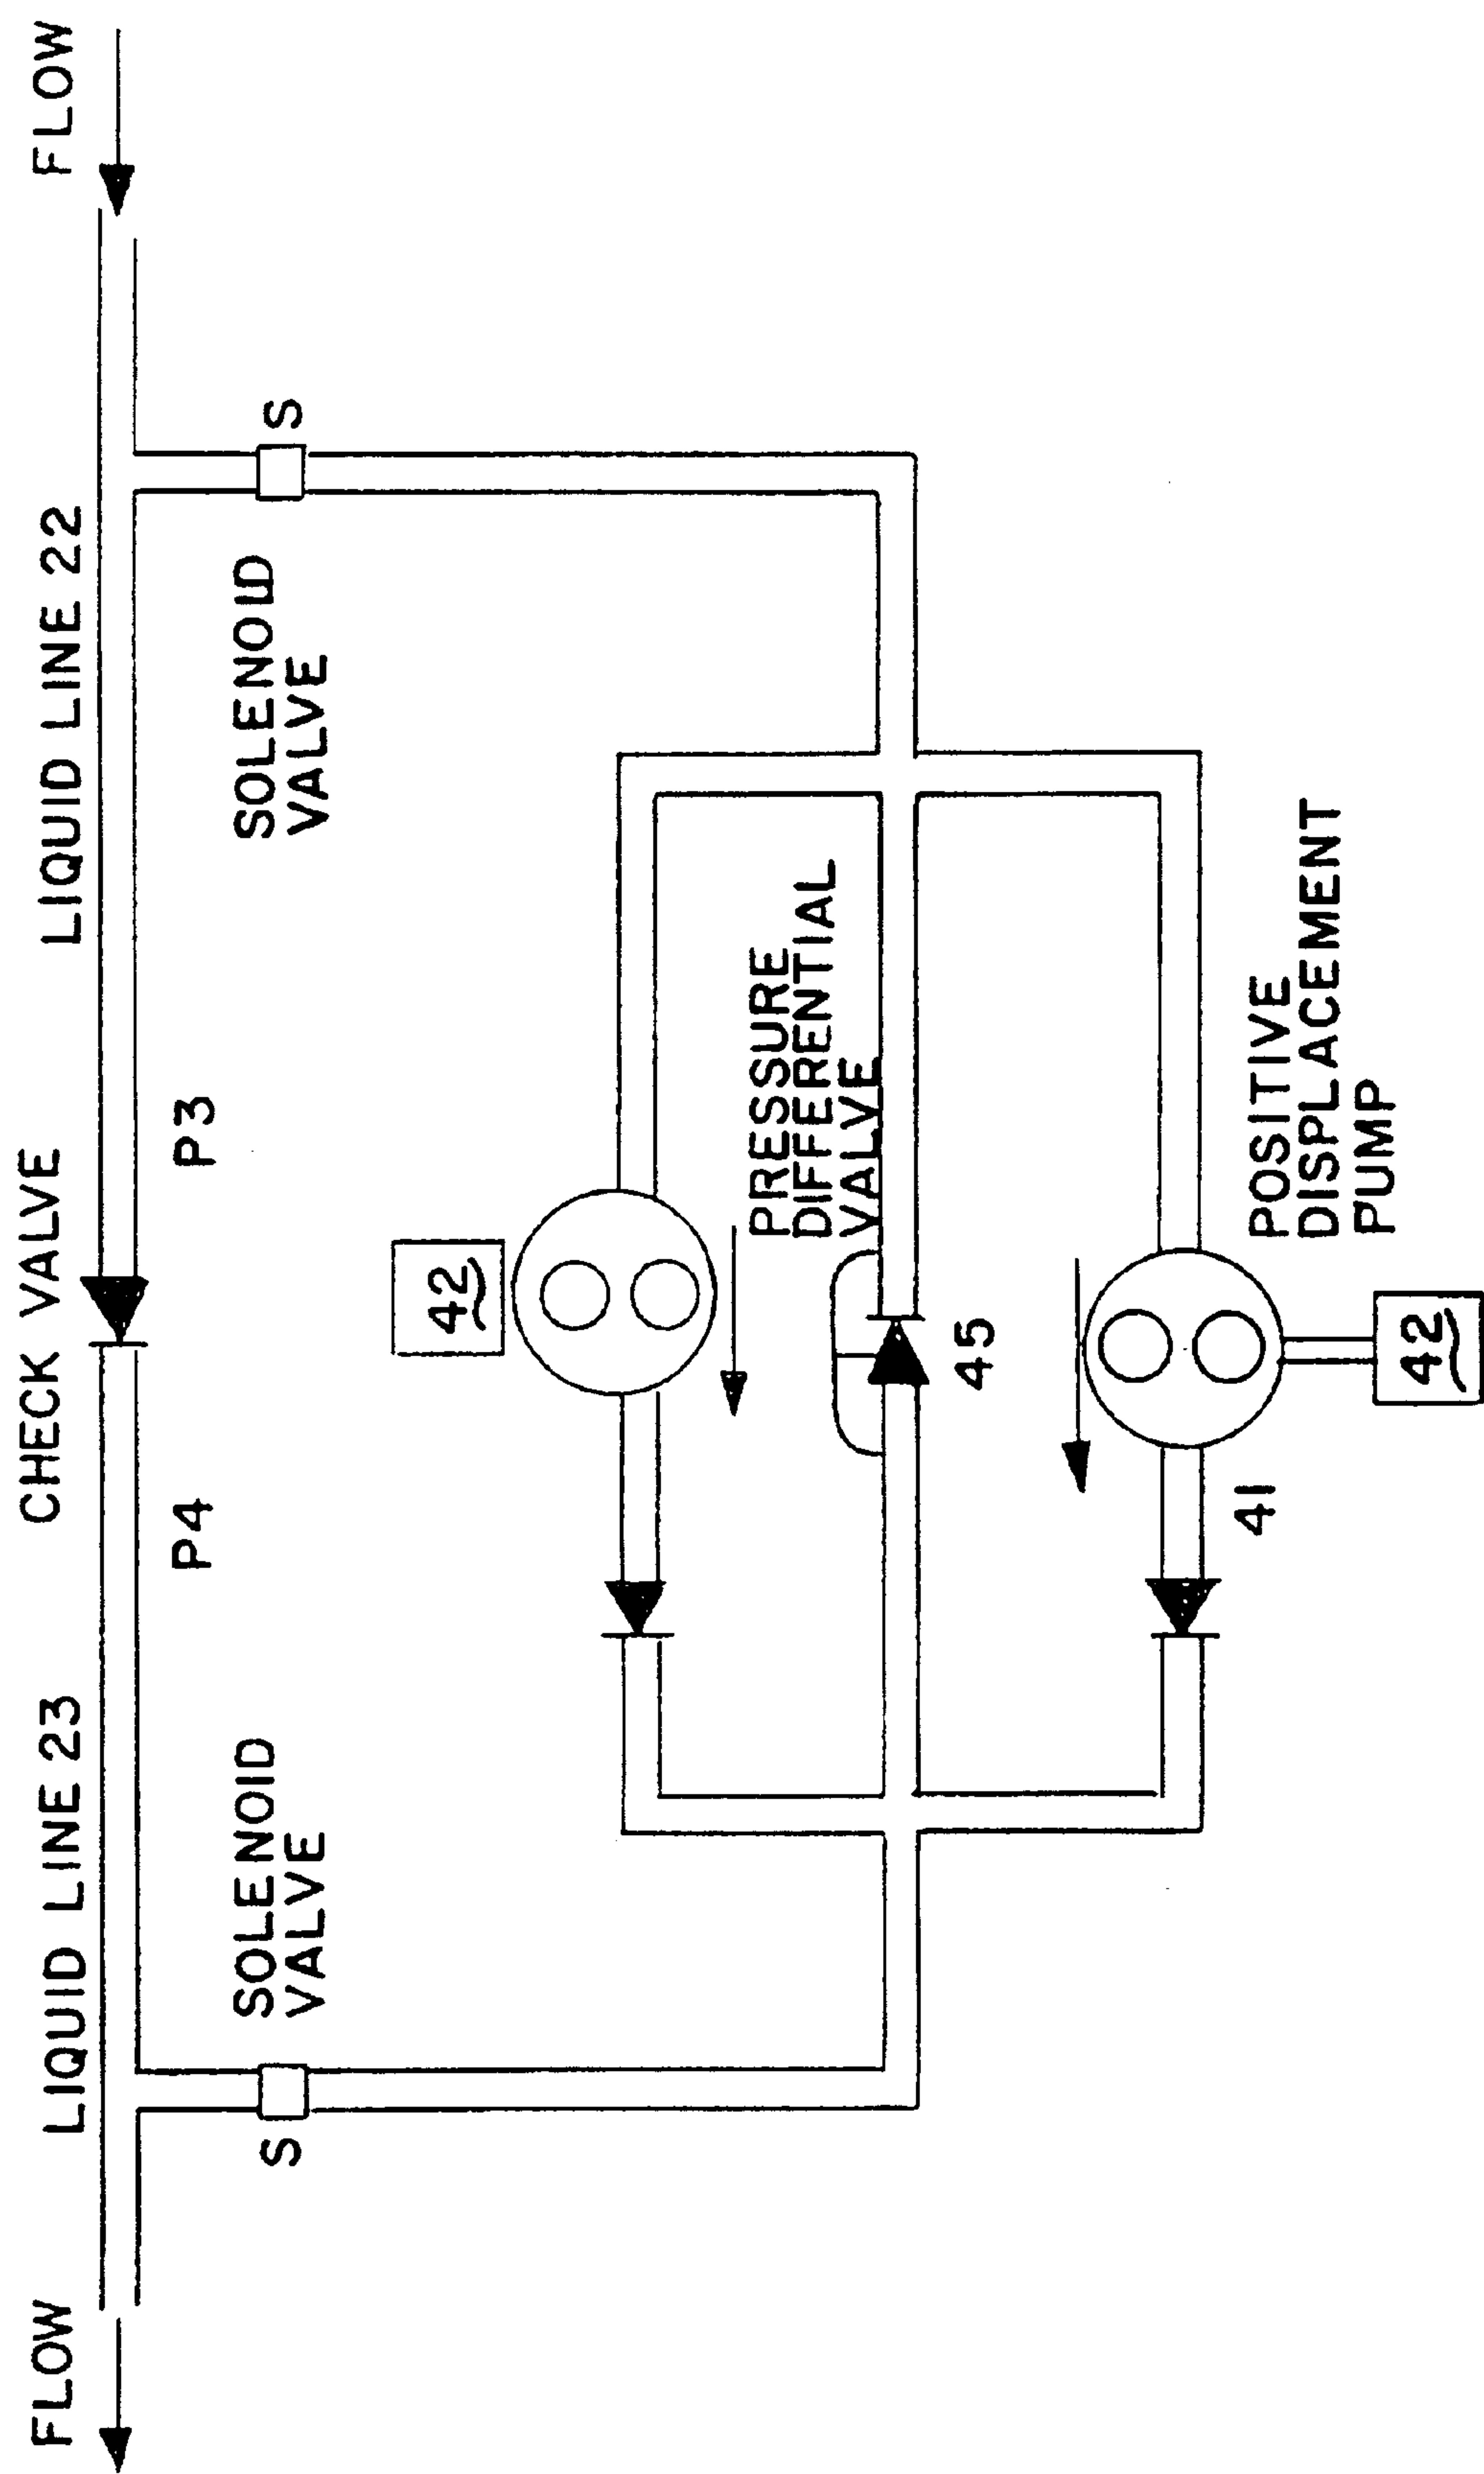 FLOW
LIQUID LINE 23
CHECK VALVE
LIQUID LINE 22
FLOW
P4
P3
S
SOLENOID
VALVE
SOLENOID
VALVE
S
42
PRESSURE
DIFFERENTIAL
VALVE
45
41
POSITIVE
DISPLACEMENT
PUMP
42